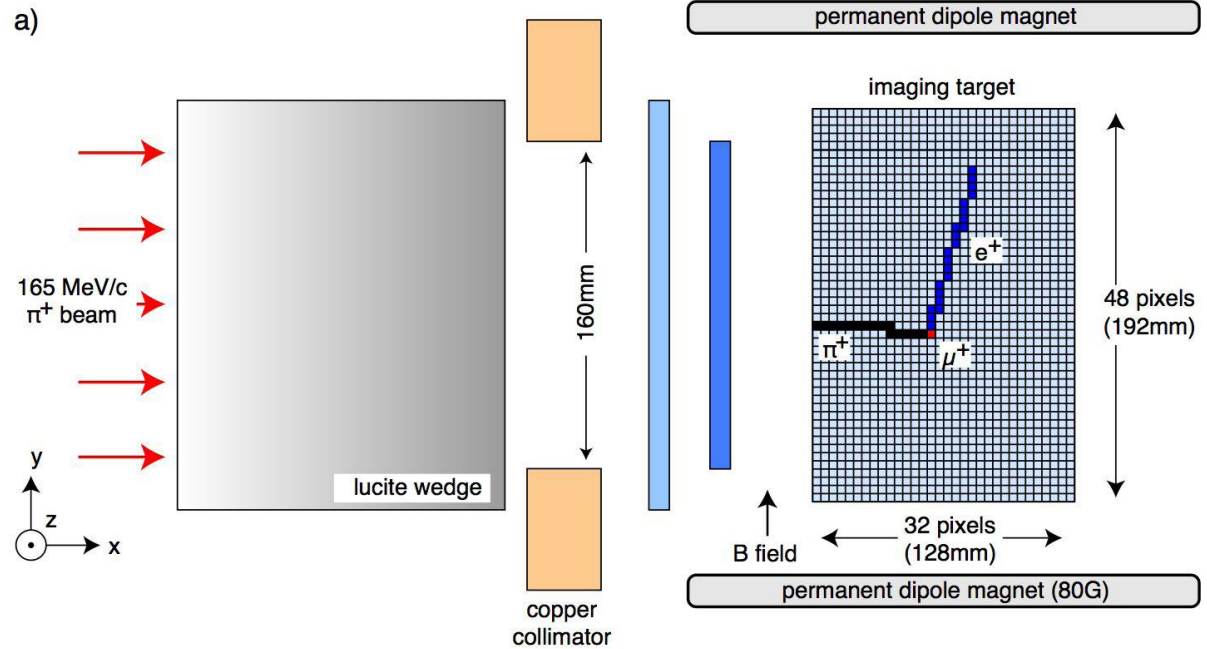 a)
permanent dipole magnet
imaging target
160mm
165 MeV/c
π⁺ beam
e⁺
π⁺
μ⁺
48 pixels
(192mm)
lucite wedge
y
z
x
B field
32 pixels
(128mm)
permanent dipole magnet (80G)
copper
collimator